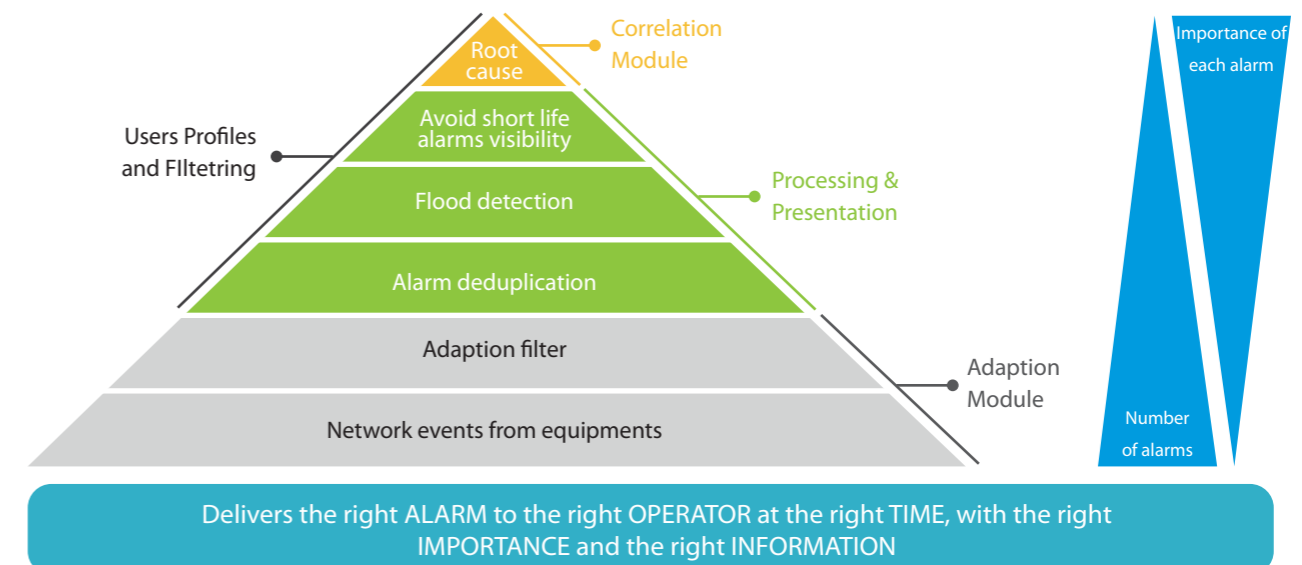 Root
cause
Correlation
Module
Importance of
each alarm
Avoid short life
alarms visibility
Users Profiles
and FIltetring
Processing &
Presentation
Flood detection
Alarm deduplication
Adaption filter
Adaption
Module
Network events from equipments
Number
of alarms
Delivers the right ALARM to the right OPERATOR at the right TIME, with the right
IMPORTANCE and the right INFORMATION